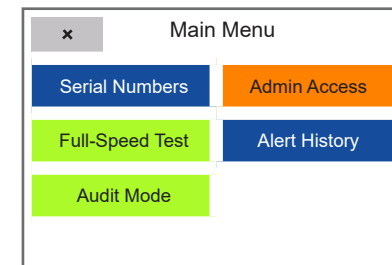 × Main Menu
Serial Numbers Admin Access
Full-Speed Test Alert History
Audit Mode